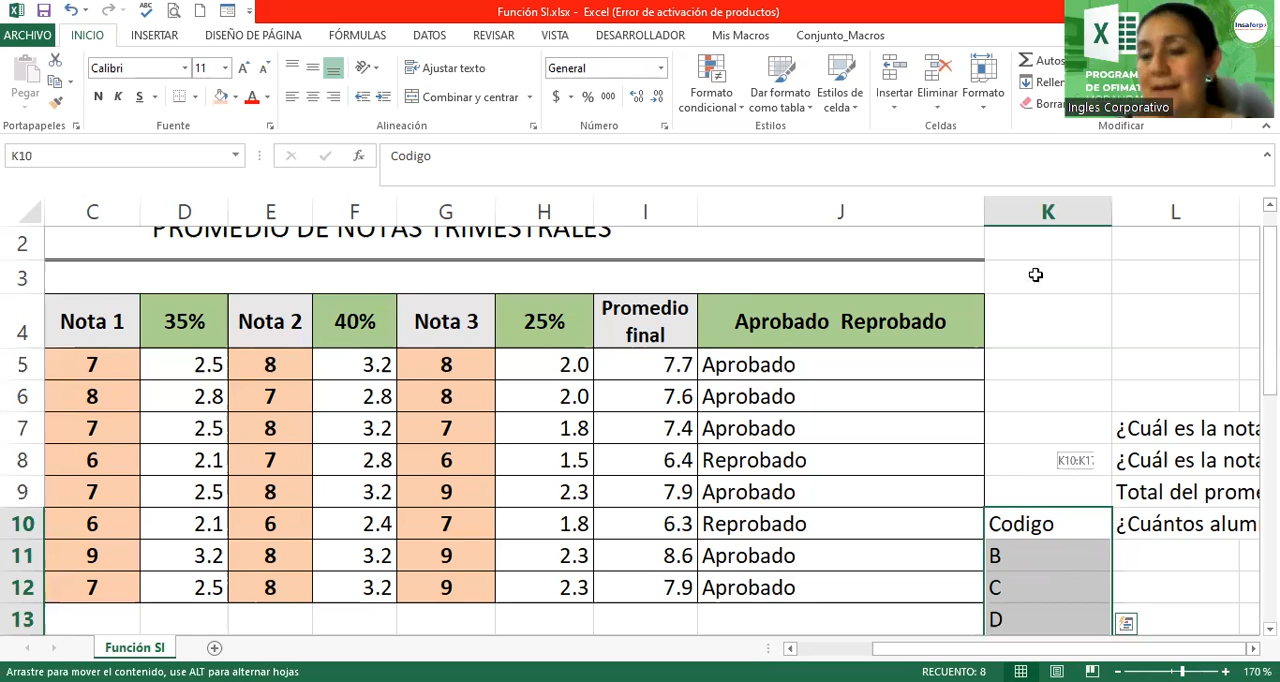 Función SI.xlsx - Excel (Error de activación de productos)
ARCHIVO INICIO INSERTAR DISEÑO DE PÁGINA FÓRMULAS DATOS REVISAR VISTA DESARROLLADOR Mis Macros Conjunto_Macros
Pegar
Calibri 11
N K S
Ajustar texto
Combinar y centrar
General
$ % 000
Formato condicional
Dar formato como tabla
Estilos de celda
Insertar Eliminar Formato
Autos
Rellen
Borra
PROGRAM
DE OFIMAT
Insaforp
Ingles Corporativo
Portapapeles Fuente Alineación Número Estilos Celdas Modificar
K10 fx Codigo
C D E F G H I J K L
2 PROMEDIO DE NOTAS TRIMESTRALES
3
4 Nota 1 35% Nota 2 40% Nota 3 25% Promedio final Aprobado Reprobado
5 7 2.5 8 3.2 8 2.0 7.7 Aprobado
6 8 2.8 7 2.8 8 2.0 7.6 Aprobado
7 7 2.5 8 3.2 7 1.8 7.4 Aprobado ¿Cuál es la nota
8 6 2.1 7 2.8 6 1.5 6.4 Reprobado K10:K17 ¿Cuál es la nota
9 7 2.5 8 3.2 9 2.3 7.9 Aprobado Total del prome
10 6 2.1 6 2.4 7 1.8 6.3 Reprobado Codigo ¿Cuántos alum
11 9 3.2 8 3.2 9 2.3 8.6 Aprobado B
12 7 2.5 8 3.2 9 2.3 7.9 Aprobado C
13 D
Función SI
Arrastre para mover el contenido, use ALT para alternar hojas RECUENTO: 8 170 %